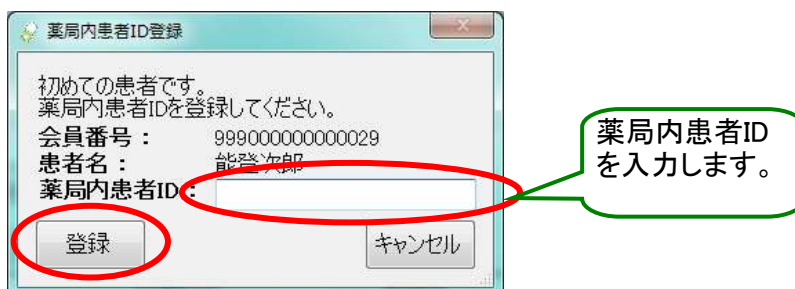 薬局内患者ID登録
初めての患者です。
薬局内患者IDを登録してください。
会員番号： 999000000000029
患者名： 能登次郎
薬局内患者ID：
登録 キャンセル
薬局内患者ID
を入力します。